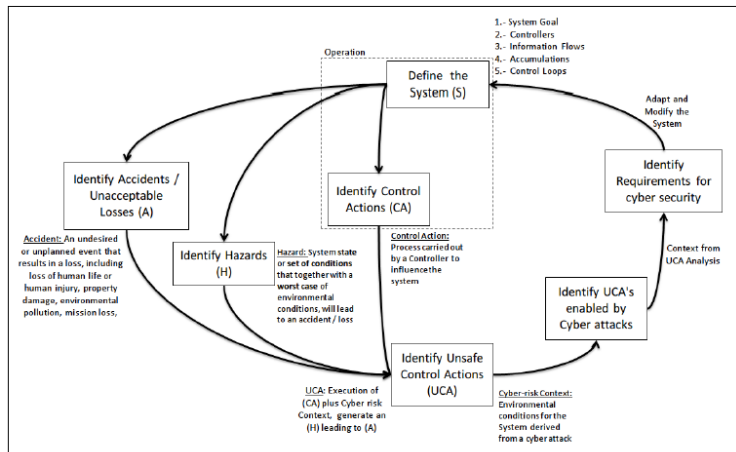 1.- System Goal
2.- Controllers
3.- Information Flows
4.- Accumulations
5.- Control Loops
Operation
Define the
System (S)
Adapt and
Modify the
System
Identify Accidents /
Unacceptable
Losses (A)
Identify Control
Actions (CA)
Identify
Requirements for
cyber security
Accident: An undesired
or unplanned event that
results in a loss, including
loss of human life or
human injury, property
damage, environmental
pollution, mission loss,
Identify Hazards
(H)
Hazard: System state
or set of conditions
that together with a
worst case of
environmental
conditions, will lead
to an accident / loss
Control Action:
Process carried out
by a Controller to
influence the
system
Context from
UCA Analysis
Identify UCA's
enabled by
Cyber attacks
Identify Unsafe
Control Actions
(UCA)
UCA: Execution of
(CA) plus Cyber risk
Context, generate an
(H) leading to (A)
Cyber-risk Context:
Environmental
conditions for the
System derived
from a cyber attack